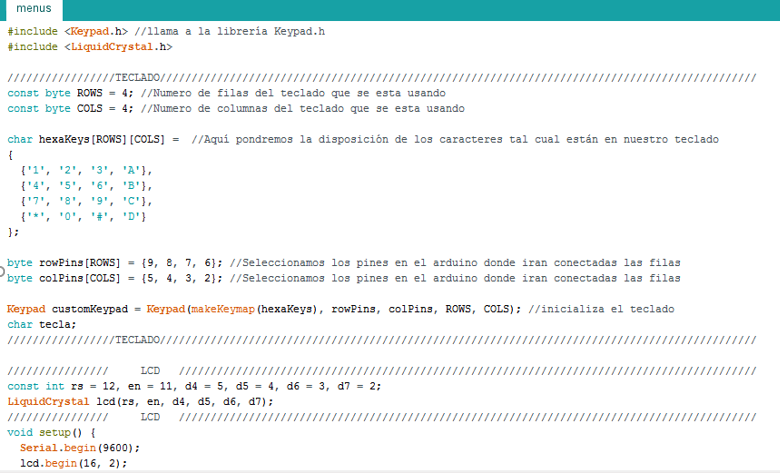 menus
#include <Keypad.h> //llama a la librería Keypad.h
#include <LiquidCrystal.h>
/////////////////TECLADO//////////////////////////////////////////////////////////////////////////////////////////////
const byte ROWS = 4; //Numero de filas del teclado que se esta usando
const byte COLS = 4; //Numero de columnas del teclado que se esta usando
char hexaKeys[ROWS][COLS] =  //Aquí pondremos la disposición de los caracteres tal cual están en nuestro teclado
{
  {'1', '2', '3', 'A'},
  {'4', '5', '6', 'B'},
  {'7', '8', '9', 'C'},
  {'*', '0', '#', 'D'}
};
byte rowPins[ROWS] = {9, 8, 7, 6}; //Seleccionamos los pines en el arduino donde iran conectadas las filas
byte colPins[COLS] = {5, 4, 3, 2}; //Seleccionamos los pines en el arduino donde iran conectadas las filas
Keypad customKeypad = Keypad(makeKeymap(hexaKeys), rowPins, colPins, ROWS, COLS); //inicializa el teclado
char tecla;
/////////////////TECLADO//////////////////////////////////////////////////////////////////////////////////////////////
////////////////     LCD   ///////////////////////////////////////////////////////////////////////////////////////////
const int rs = 12, en = 11, d4 = 5, d5 = 4, d6 = 3, d7 = 2;
LiquidCrystal lcd(rs, en, d4, d5, d6, d7);
////////////////     LCD   ///////////////////////////////////////////////////////////////////////////////////////////
void setup() {
  Serial.begin(9600);
  lcd.begin(16, 2);